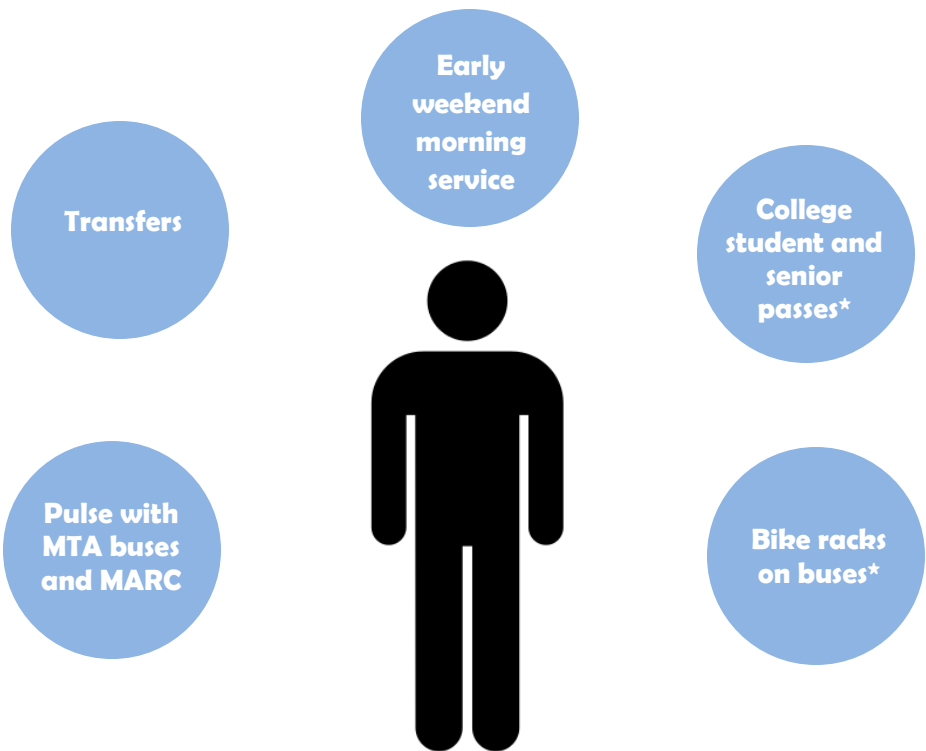 Early
weekend
morning
service
Transfers
College
student and
senior
passes*
Pulse with
MTA buses
and MARC
Bike racks
on buses*